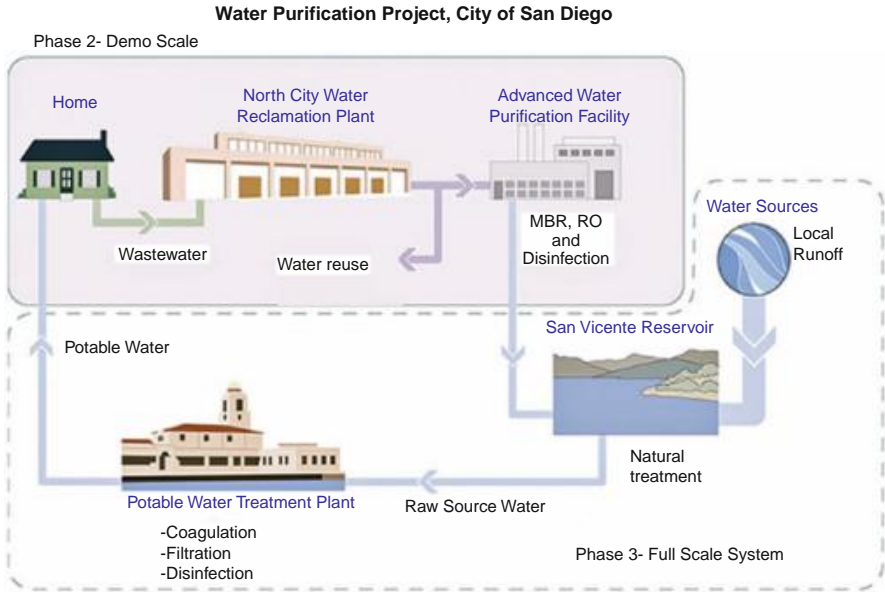 Water Purification Project, City of San Diego
Phase 2- Demo Scale
Home
North City Water
Reclamation Plant
Advanced Water
Purification Facility
Wastewater
Water reuse
MBR, RO
and
Disinfection
Water Sources
Local
Runoff
San Vicente Reservoir
Potable Water
Natural
treatment
Potable Water Treatment Plant
Raw Source Water
-Coagulation
-Filtration
-Disinfection
Phase 3- Full Scale System